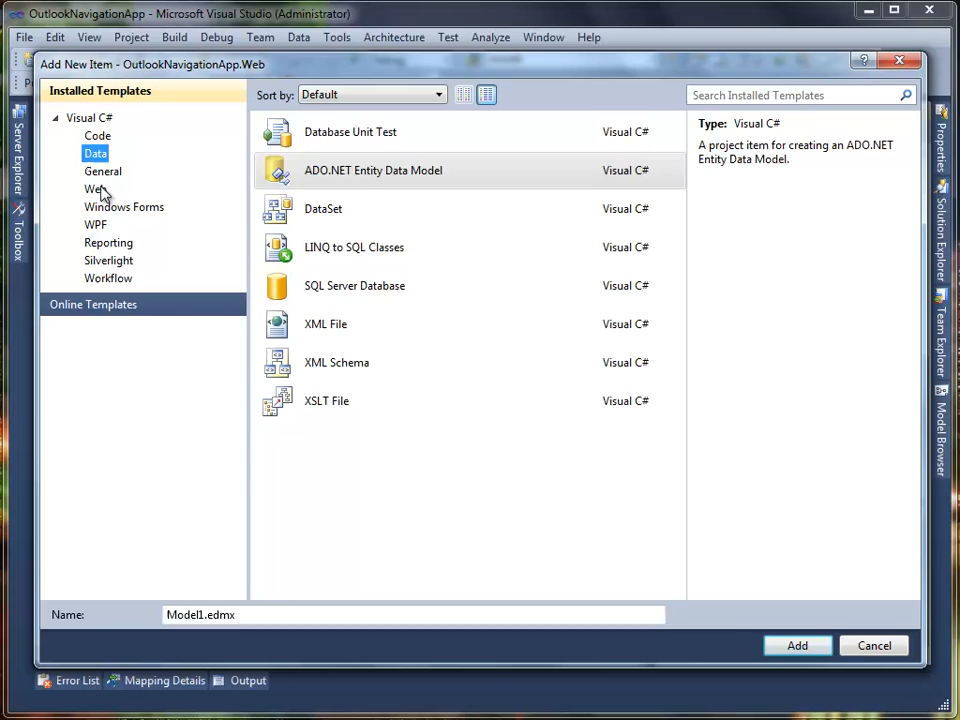 OutlookNavigationApp - Microsoft Visual Studio (Administrator)
File Edit View Project Build Debug Team Data Tools Architecture Test Analyze Window Help
Add New Item - OutlookNavigationApp.Web
Installed Templates
Sort by: Default
Search Installed Templates
Visual C#
Code
Data
General
Web
Windows Forms
WPF
Reporting
Silverlight
Workflow
Online Templates
Database Unit Test Visual C#
ADO.NET Entity Data Model Visual C#
DataSet Visual C#
LINQ to SQL Classes Visual C#
SQL Server Database Visual C#
XML File Visual C#
XML Schema Visual C#
XSLT File Visual C#
Type: Visual C#
A project item for creating an ADO.NET
Entity Data Model.
Server Explorer
Toolbox
Properties
Solution Explorer
Team Explorer
Model Browser
Name: Model1.edmx
Add Cancel
Error List Mapping Details Output